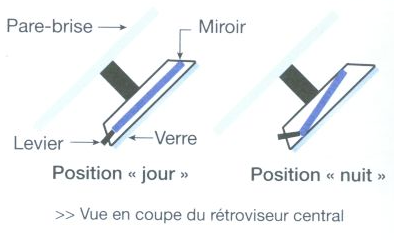 Pare-brise
Miroir
Levier
Verre
Position « jour »
Position « nuit »
>> Vue en coupe du rétroviseur central